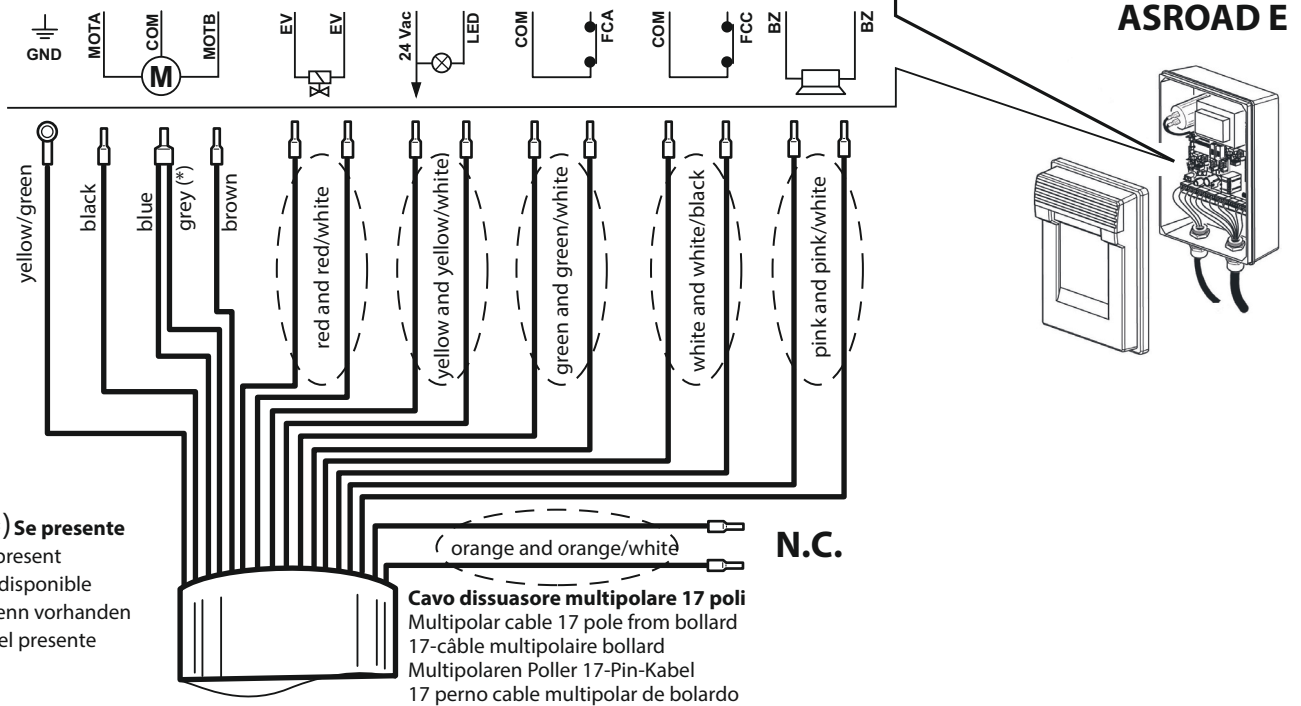 ASROAD E
GND
MOTA
COM
MOTB
M
EV
EV
24 Vac
LED
COM
FCA
COM
FCC
BZ
BZ
yellow/green
black
blue
grey (*)
brown
red and red/white
yellow and yellow/white)
green and green/white
white and white/black
pink and pink/white
orange and orange/white
N.C.
) Se presente
present
disponible
enn vorhanden
el presente
Cavo dissuasore multipolare 17 poli
Multipolar cable 17 pole from bollard
17-câble multipolaire bollard
Multipolaren Poller 17-Pin-Kabel
17 perno cable multipolar de bolardo